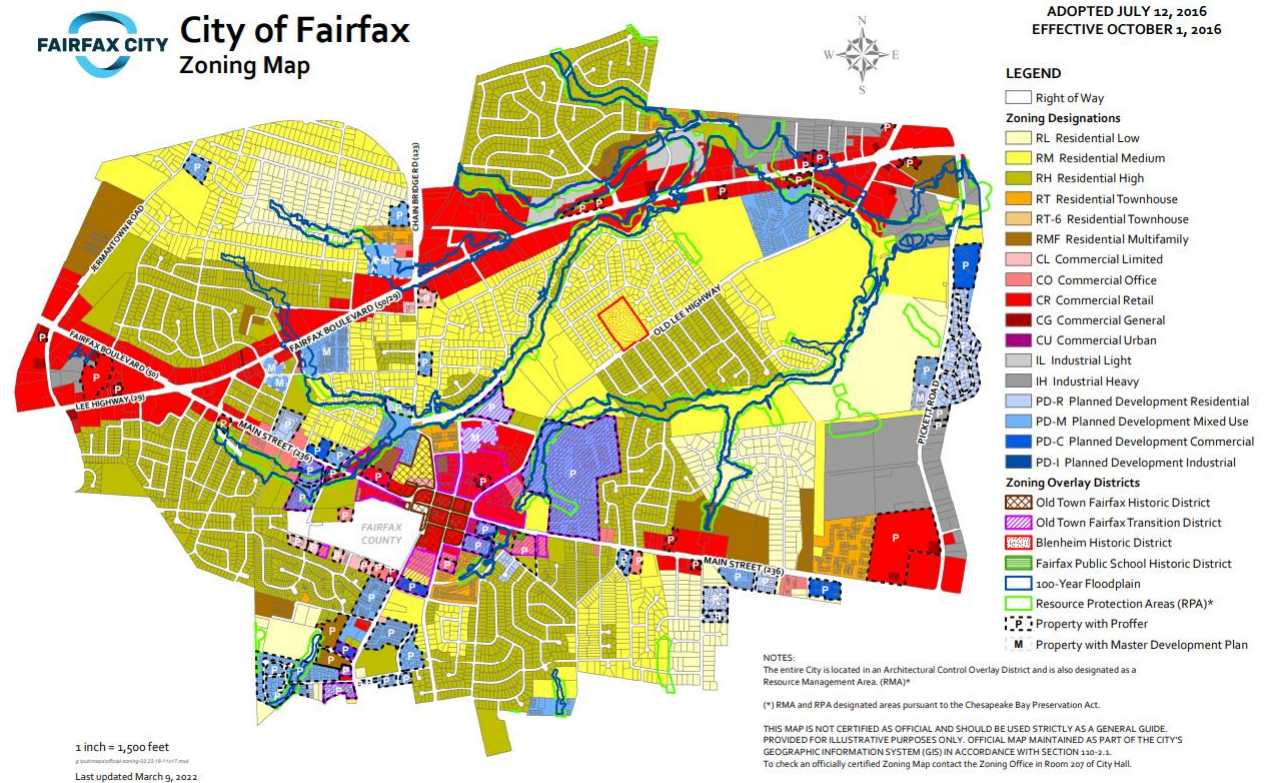 FAIRFAX CITY
City of Fairfax
Zoning Map
N
W
E
S
ADOPTED JULY 12, 2016
EFFECTIVE OCTOBER 1, 2016
LEGEND
Right of Way
Zoning Designations
RL Residential Low
RM Residential Medium
RH Residential High
RT Residential Townhouse
RT-6 Residential Townhouse
RMF Residential Multifamily
CL Commercial Limited
CO Commercial Office
CR Commercial Retail
CG Commercial General
CU Commercial Urban
IL Industrial Light
IH Industrial Heavy
PD-R Planned Development Residential
PD-M Planned Development Mixed Use
PD-C Planned Development Commercial
PD-I Planned Development Industrial
Zoning Overlay Districts
Old Town Fairfax Historic District
Old Town Fairfax Transition District
Blenheim Historic District
Fairfax Public School Historic District
100-Year Floodplain
Resource Protection Areas (RPA)*
P Property with Proffer
M Property with Master Development Plan
JERMANTOWN ROAD
CHAIN BRIDGE RD (123)
FAIRFAX BOULEVARD (50/29)
FAIRFAX BOULEVARD (50)
LEE HIGHWAY (29)
MAIN STREET (236)
OLD LEE HIGHWAY
PICKETT ROAD
FAIRFAX
COUNTY
MAIN STREET (236)
NOTES:
The entire City is located in an Architectural Control Overlay District and is also designated as a
Resource Management Area. (RMA)*
(*) RMA and RPA designated areas pursuant to the Chesapeake Bay Preservation Act.
THIS MAP IS NOT CERTIFIED AS OFFICIAL AND SHOULD BE USED STRICTLY AS A GENERAL GUIDE.
PROVIDED FOR ILLUSTRATIVE PURPOSES ONLY. OFFICIAL MAP MAINTAINED AS PART OF THE CITY'S
GEOGRAPHIC INFORMATION SYSTEM (GIS) IN ACCORDANCE WITH SECTION 110-2.1.
To check an officially certified Zoning Map contact the Zoning Office in Room 207 of City Hall.
1 inch = 1,500 feet
Last updated March 9, 2022